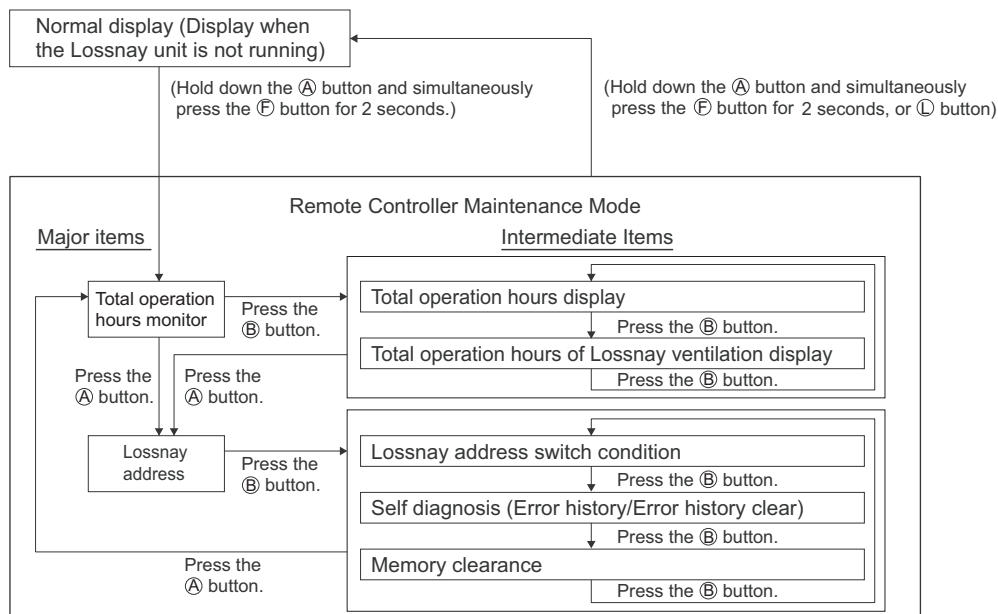 Normal display (Display when
the Lossnay unit is not running)
(Hold down the Ⓐ button and simultaneously
press the Ⓕ button for 2 seconds.)
(Hold down the Ⓐ button and simultaneously
press the Ⓕ button for 2 seconds, or Ⓛ button)
Remote Controller Maintenance Mode
Major items
Intermediate Items
Total operation
hours monitor
Press the
Ⓑ button.
Total operation hours display
Press the Ⓑ button.
Total operation hours of Lossnay ventilation display
Press the Ⓑ button.
Press the
Ⓐ button.
Press the
Ⓐ button.
Lossnay
address
Press the
Ⓑ button.
Lossnay address switch condition
Press the Ⓑ button.
Self diagnosis (Error history/Error history clear)
Press the Ⓑ button.
Memory clearance
Press the Ⓑ button.
Press the
Ⓐ button.